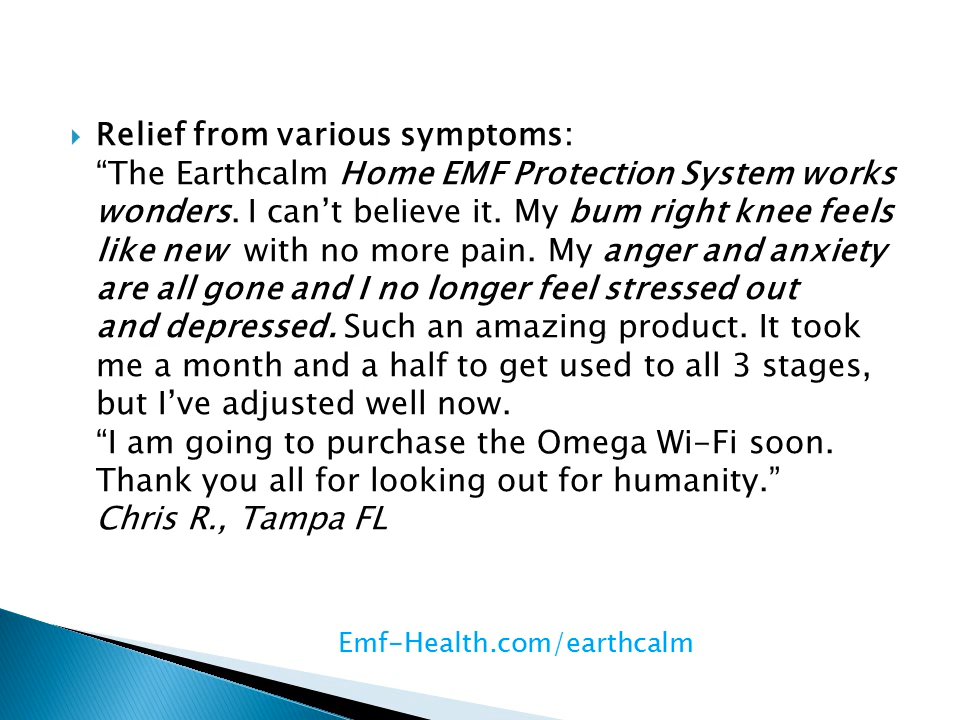 Relief from various symptoms:
“The Earthcalm Home EMF Protection System works
wonders. I can’t believe it. My bum right knee feels
like new with no more pain. My anger and anxiety
are all gone and I no longer feel stressed out
and depressed. Such an amazing product. It took
me a month and a half to get used to all 3 stages,
but I’ve adjusted well now.
“I am going to purchase the Omega Wi-Fi soon.
Thank you all for looking out for humanity.”
Chris R., Tampa FL
Emf-Health.com/earthcalm